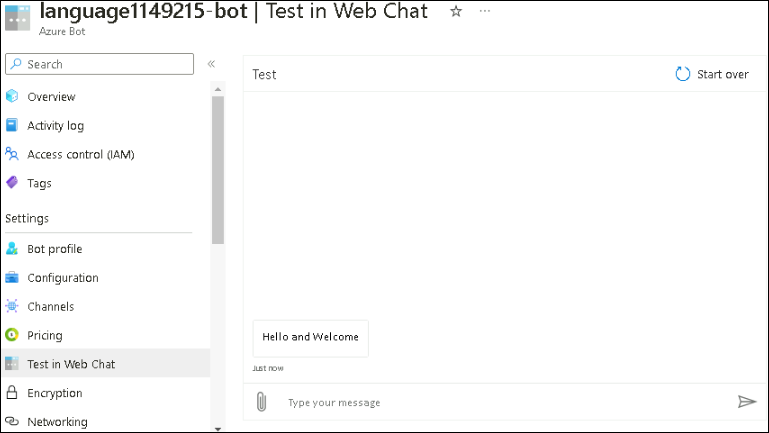 language1149215-bot | Test in Web Chat
Azure Bot
Search
Overview
Activity log
Access control (IAM)
Tags
Settings
Bot profile
Configuration
Channels
Pricing
Test in Web Chat
Encryption
Networking
Test
Start over
Hello and Welcome
Just now
Type your message